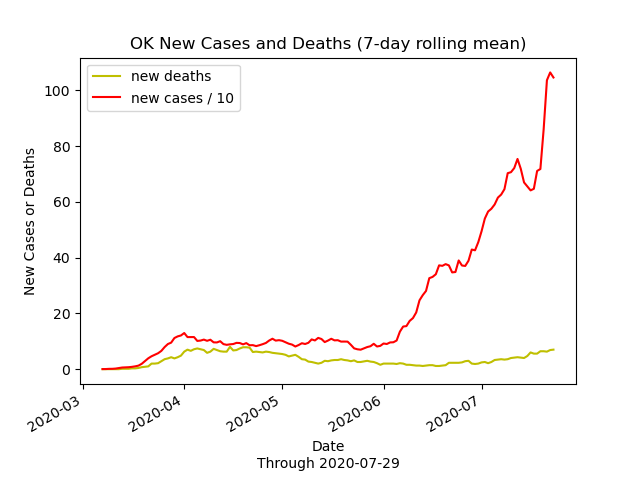 OK New Cases and Deaths (7-day rolling mean)
new deaths
new cases / 10
100
80
60
40
20
0
New Cases or Deaths
2020-03
2020-04
2020-05
2020-06
2020-07
Date
Through 2020-07-29